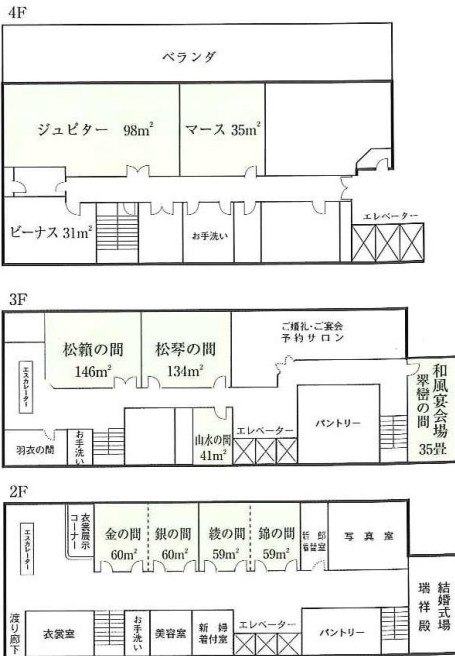 4F
ベランダ
ジュピター 98m²
マース 35m²
ビーナス 31m²
お手洗い
エレベーター
3F
エスカレーター
松籟の間
146m²
松琴の間
134m²
ご婚礼・ご宴会
予約サロン
和風宴会場
翠巒の間
35畳
羽衣の間
お手洗い
山水の間
41m²
エレベーター
パントリー
2F
エスカレーター
衣裳展示
コーナー
金の間
60m²
銀の間
60m²
綾の間
59m²
錦の間
59m²
新郎
着替室
写真室
結婚式場
瑞祥殿
渡り廊下
衣裳室
お手洗い
美容室
新婦
着付室
エレベーター
パントリー